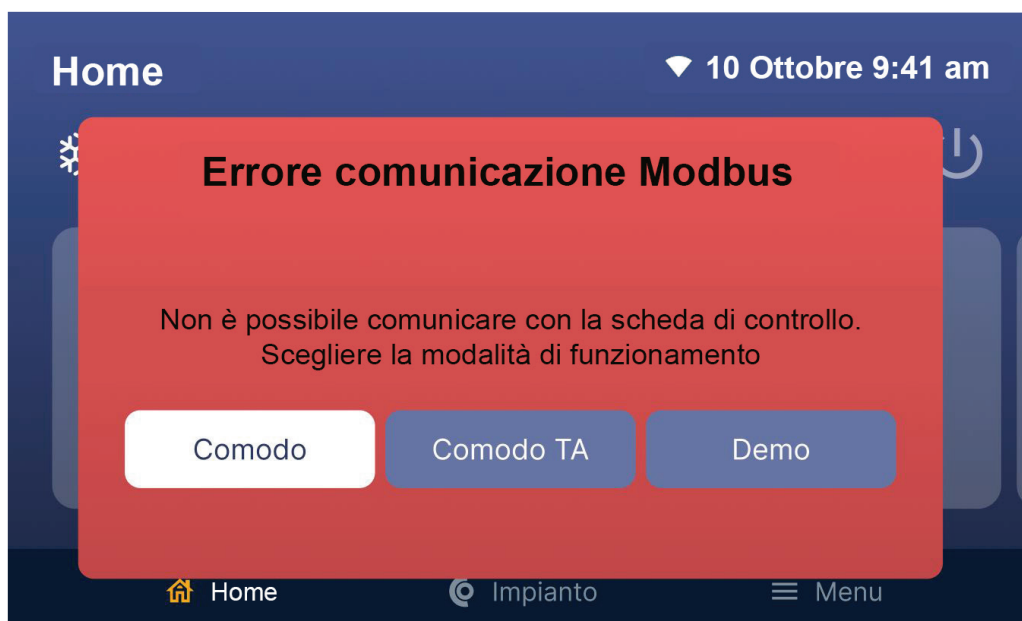 Home
10 Ottobre 9:41 am
Errore comunicazione Modbus
Non è possibile comunicare con la scheda di controllo.
Scegliere la modalità di funzionamento
Comodo
Comodo TA
Demo
Home
Impianto
Menu